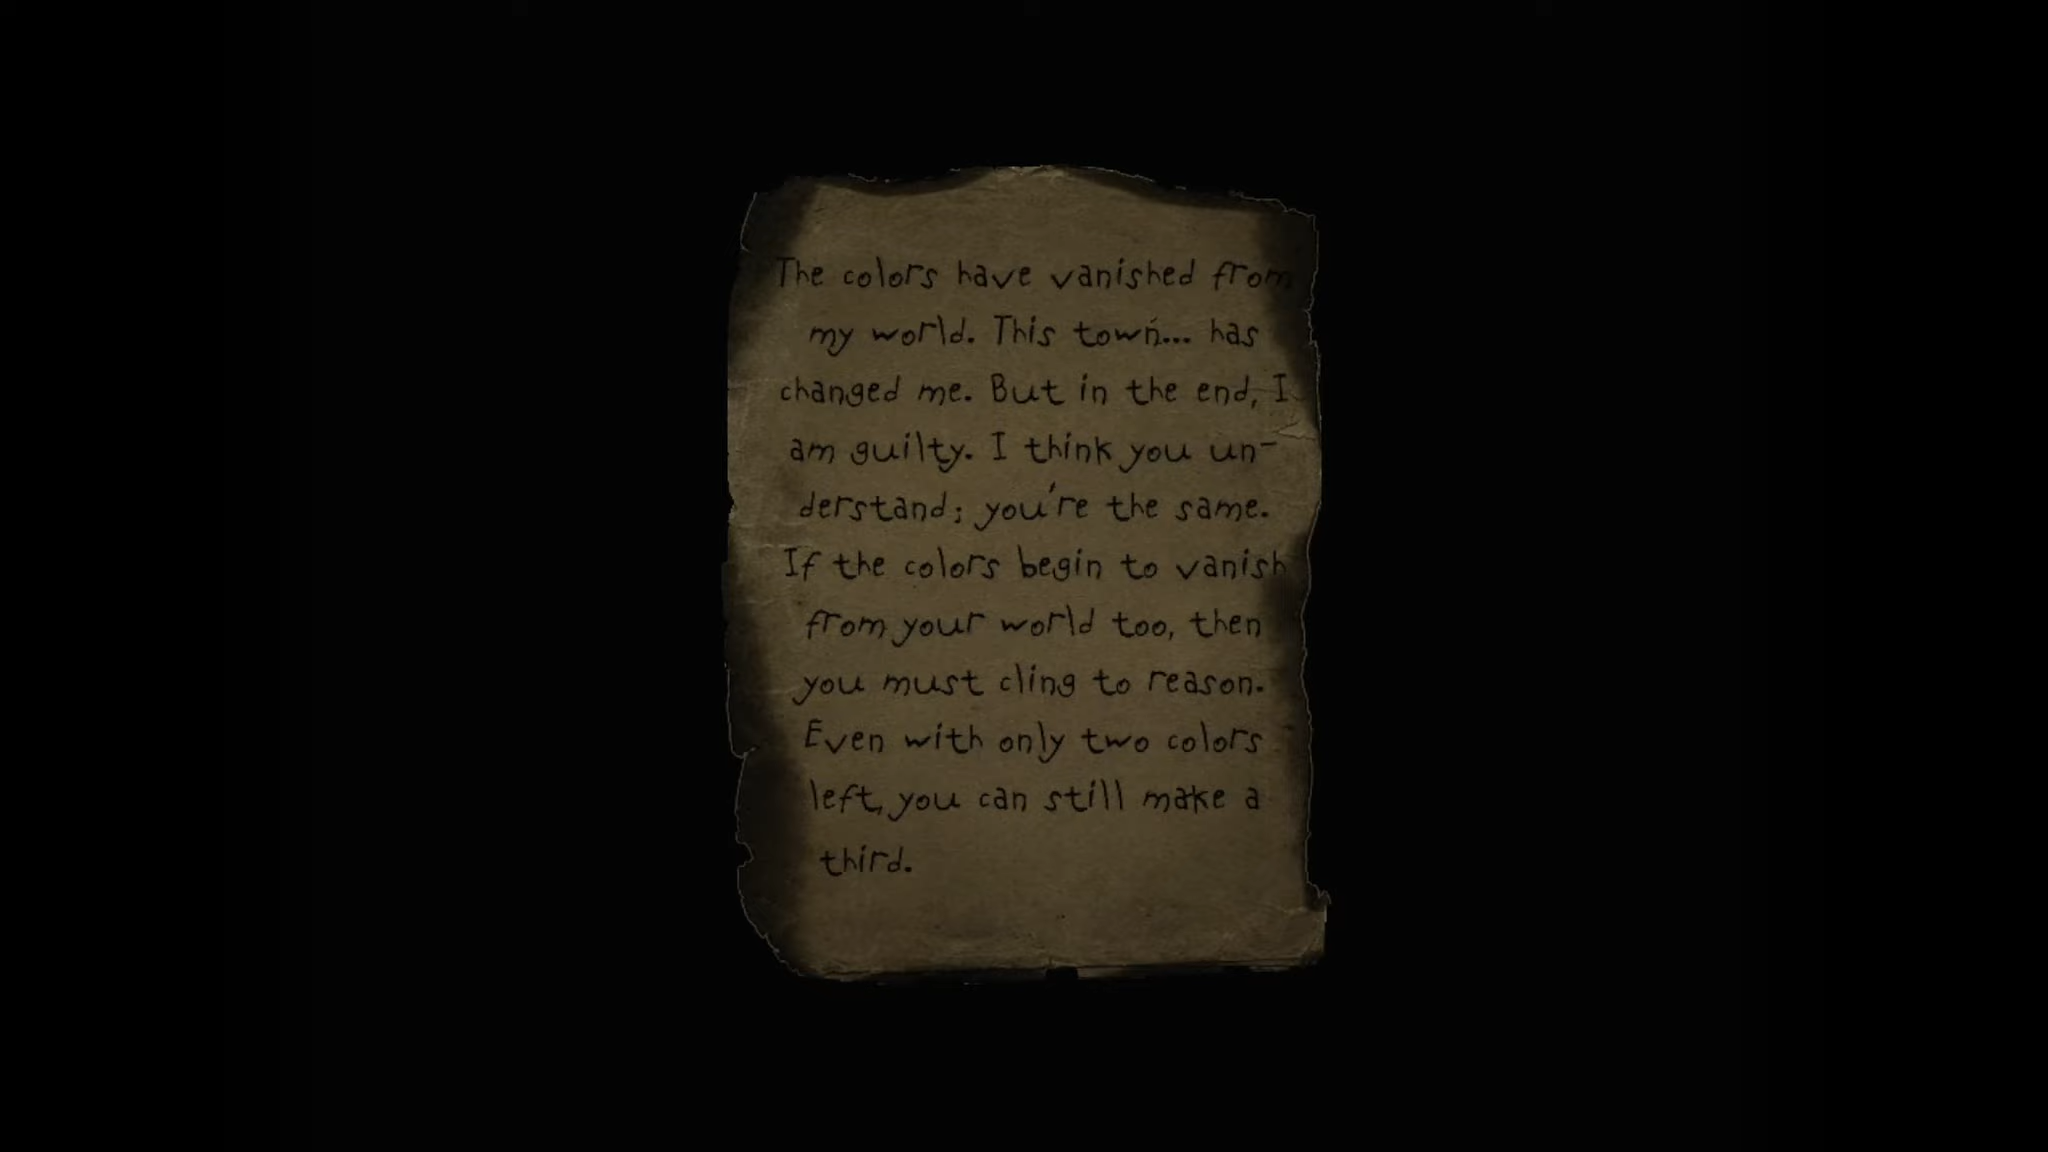 The colors have vanished from
my world. This town... has
changed me. But in the end, I
am guilty. I think you un-
derstand; you're the same.
If the colors begin to vanish
from your world too, then
you must cling to reason.
Even with only two colors
left, you can still make a
third.